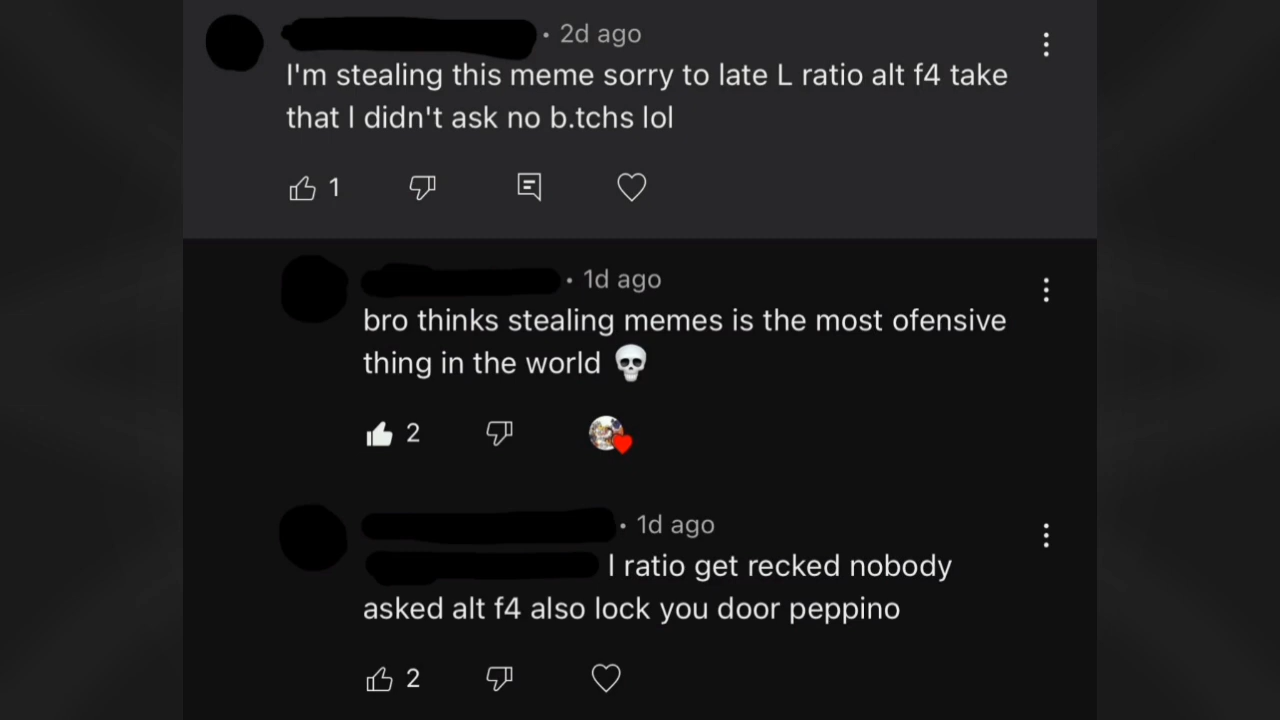 · 2d ago
I'm stealing this meme sorry to late L ratio alt f4 take
that I didn't ask no b.tchs lol
1
· 1d ago
bro thinks stealing memes is the most ofensive
thing in the world 💀
2
· 1d ago
l ratio get recked nobody
asked alt f4 also lock you door peppino
2